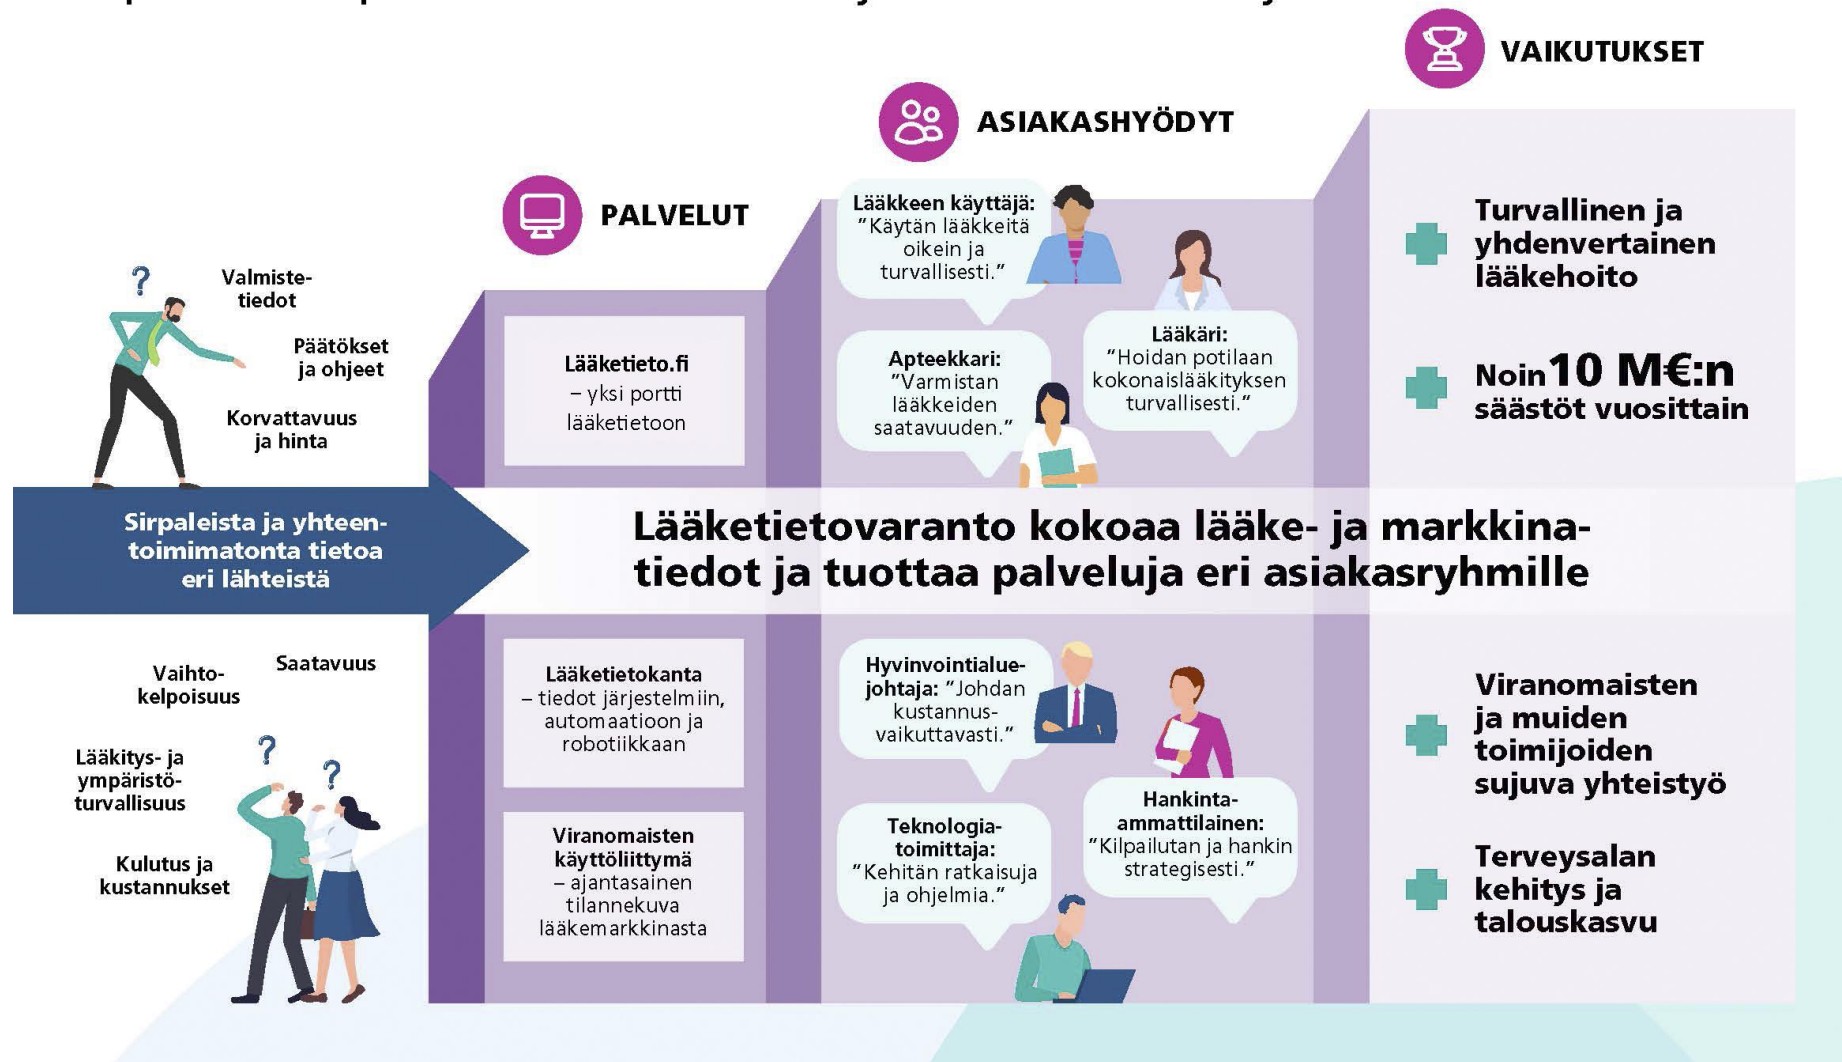 VAIKUTUKSET
ASIAKASHYÖDYT
PALVELUT
Valmiste-
tiedot
Päätökset
ja ohjeet
Korvattavuus
ja hinta
Sirpaleista ja yhteen-
toimimatonta tietoa
eri lähteistä
Vaihto-
kelpoisuus
Saatavuus
Lääkitys- ja
ympäristö-
turvallisuus
Kulutus ja
kustannukset
Lääketieto.fi
– yksi portti
lääketietoon
Lääketietovaranto kokoaa lääke- ja markkina-
tiedot ja tuottaa palveluja eri asiakasryhmille
Lääketietokanta
– tiedot järjestelmiin,
automaatioon ja
robotiikkaan
Viranomaisten
käyttöliittymä
– ajantasainen
tilannekuva
lääkemarkkinasta
Lääkkeen käyttäjä:
”Käytän lääkkeitä
oikein ja
turvallisesti.”
Lääkäri:
”Hoidan potilaan
kokonaislääkityksen
turvallisesti.”
Apteekkari:
”Varmistan
lääkkeiden
saatavuuden.”
Hyvinvointialue-
johtaja: ”Johdan
kustannus-
vaikuttavasti.”
Hankinta-
ammattilainen:
”Kilpailutan ja hankin
strategisesti.”
Teknologia-
toimittaja:
”Kehitän ratkaisuja
ja ohjelmia.”
Turvallinen ja
yhdenvertainen
lääkehoito
Noin 10 M€:n
säästöt vuosittain
Viranomaisten
ja muiden
toimijoiden
sujuva yhteistyö
Terveysalan
kehitys ja
talouskasvu